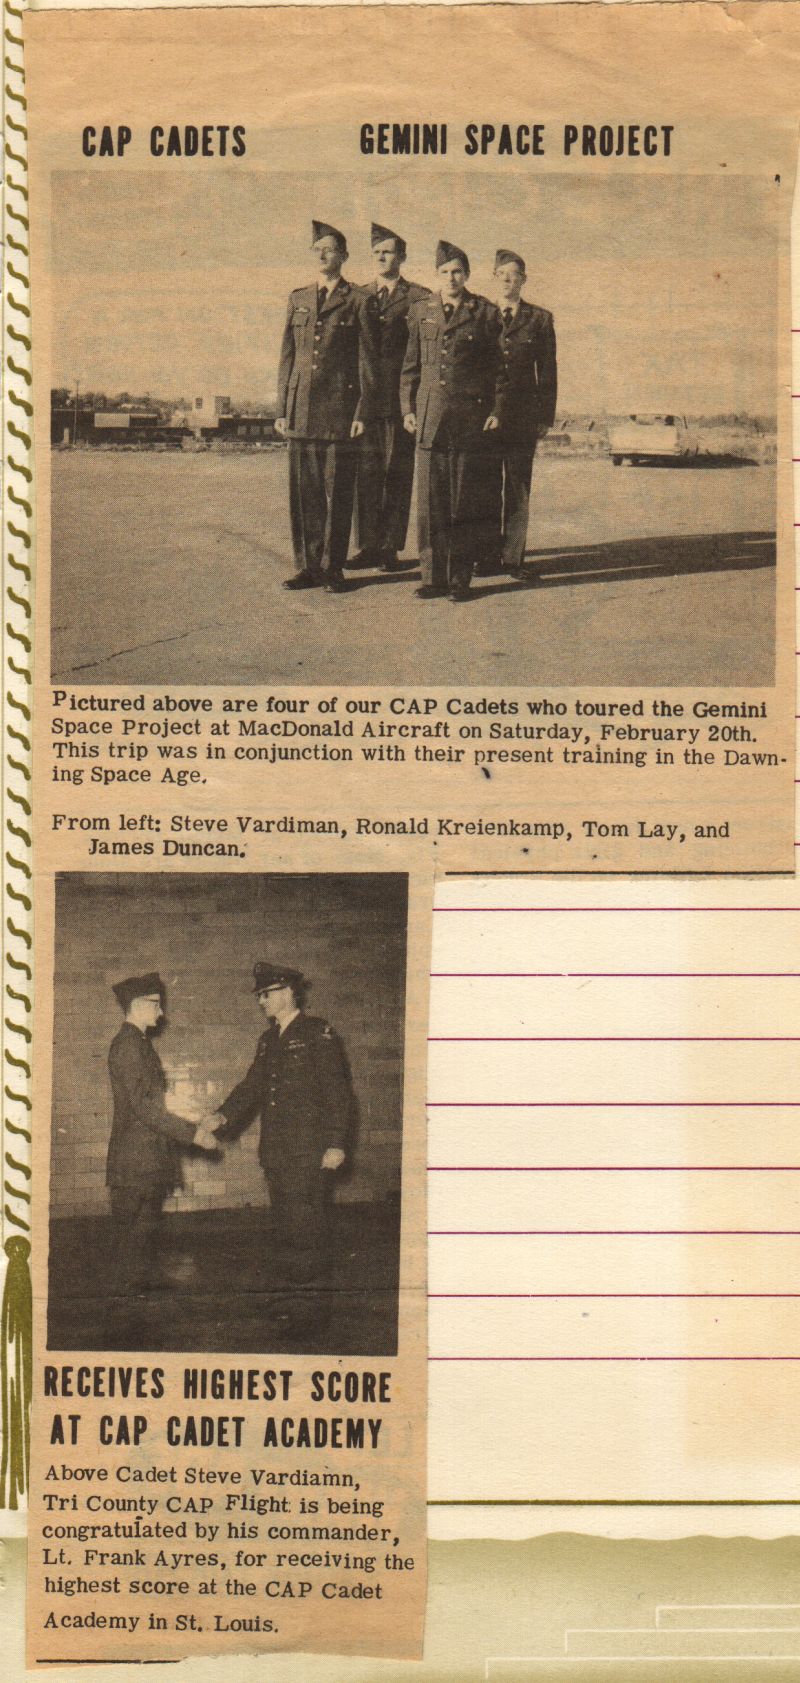 CAP CADETS GEMINI SPACE PROJECT
Pictured above are four of our CAP Cadets who toured the Gemini
Space Project at MacDonald Aircraft on Saturday, February 20th.
This trip was in conjunction with their present training in the Dawn-
ing Space Age.
From left: Steve Vardiman, Ronald Kreienkamp, Tom Lay, and
James Duncan.
RECEIVES HIGHEST SCORE
AT CAP CADET ACADEMY
Above Cadet Steve Vardiamn,
Tri County CAP Flight is being
congratulated by his commander,
Lt. Frank Ayres, for receiving the
highest score at the CAP Cadet
Academy in St. Louis.